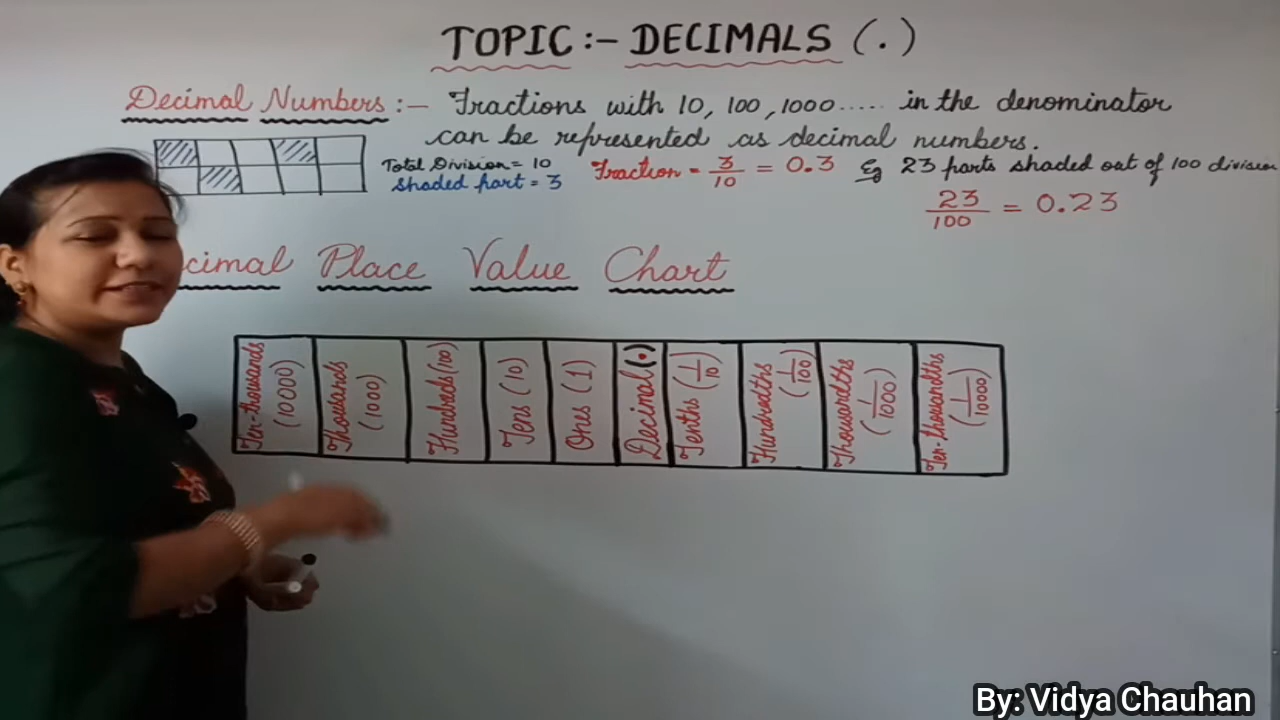 TOPIC :- DECIMALS (.)
Decimal Numbers :- Fractions with 10, 100, 1000..... in the denominator
can be represented as decimal numbers.
Total Division = 10
Shaded part = 3
Fraction = 3/10 = 0.3
Eg 23 parts shaded out of 100 division
23/100 = 0.23
cimal Place Value Chart
Ten-thousands (10000)
Thousands (1000)
Hundreds (100)
Tens (10)
Ones (1)
Decimal (.)
Tenths (1/10)
Hundredths (1/100)
Thousandths (1/1000)
Ten-thousandths (1/10000)
By: Vidya Chauhan